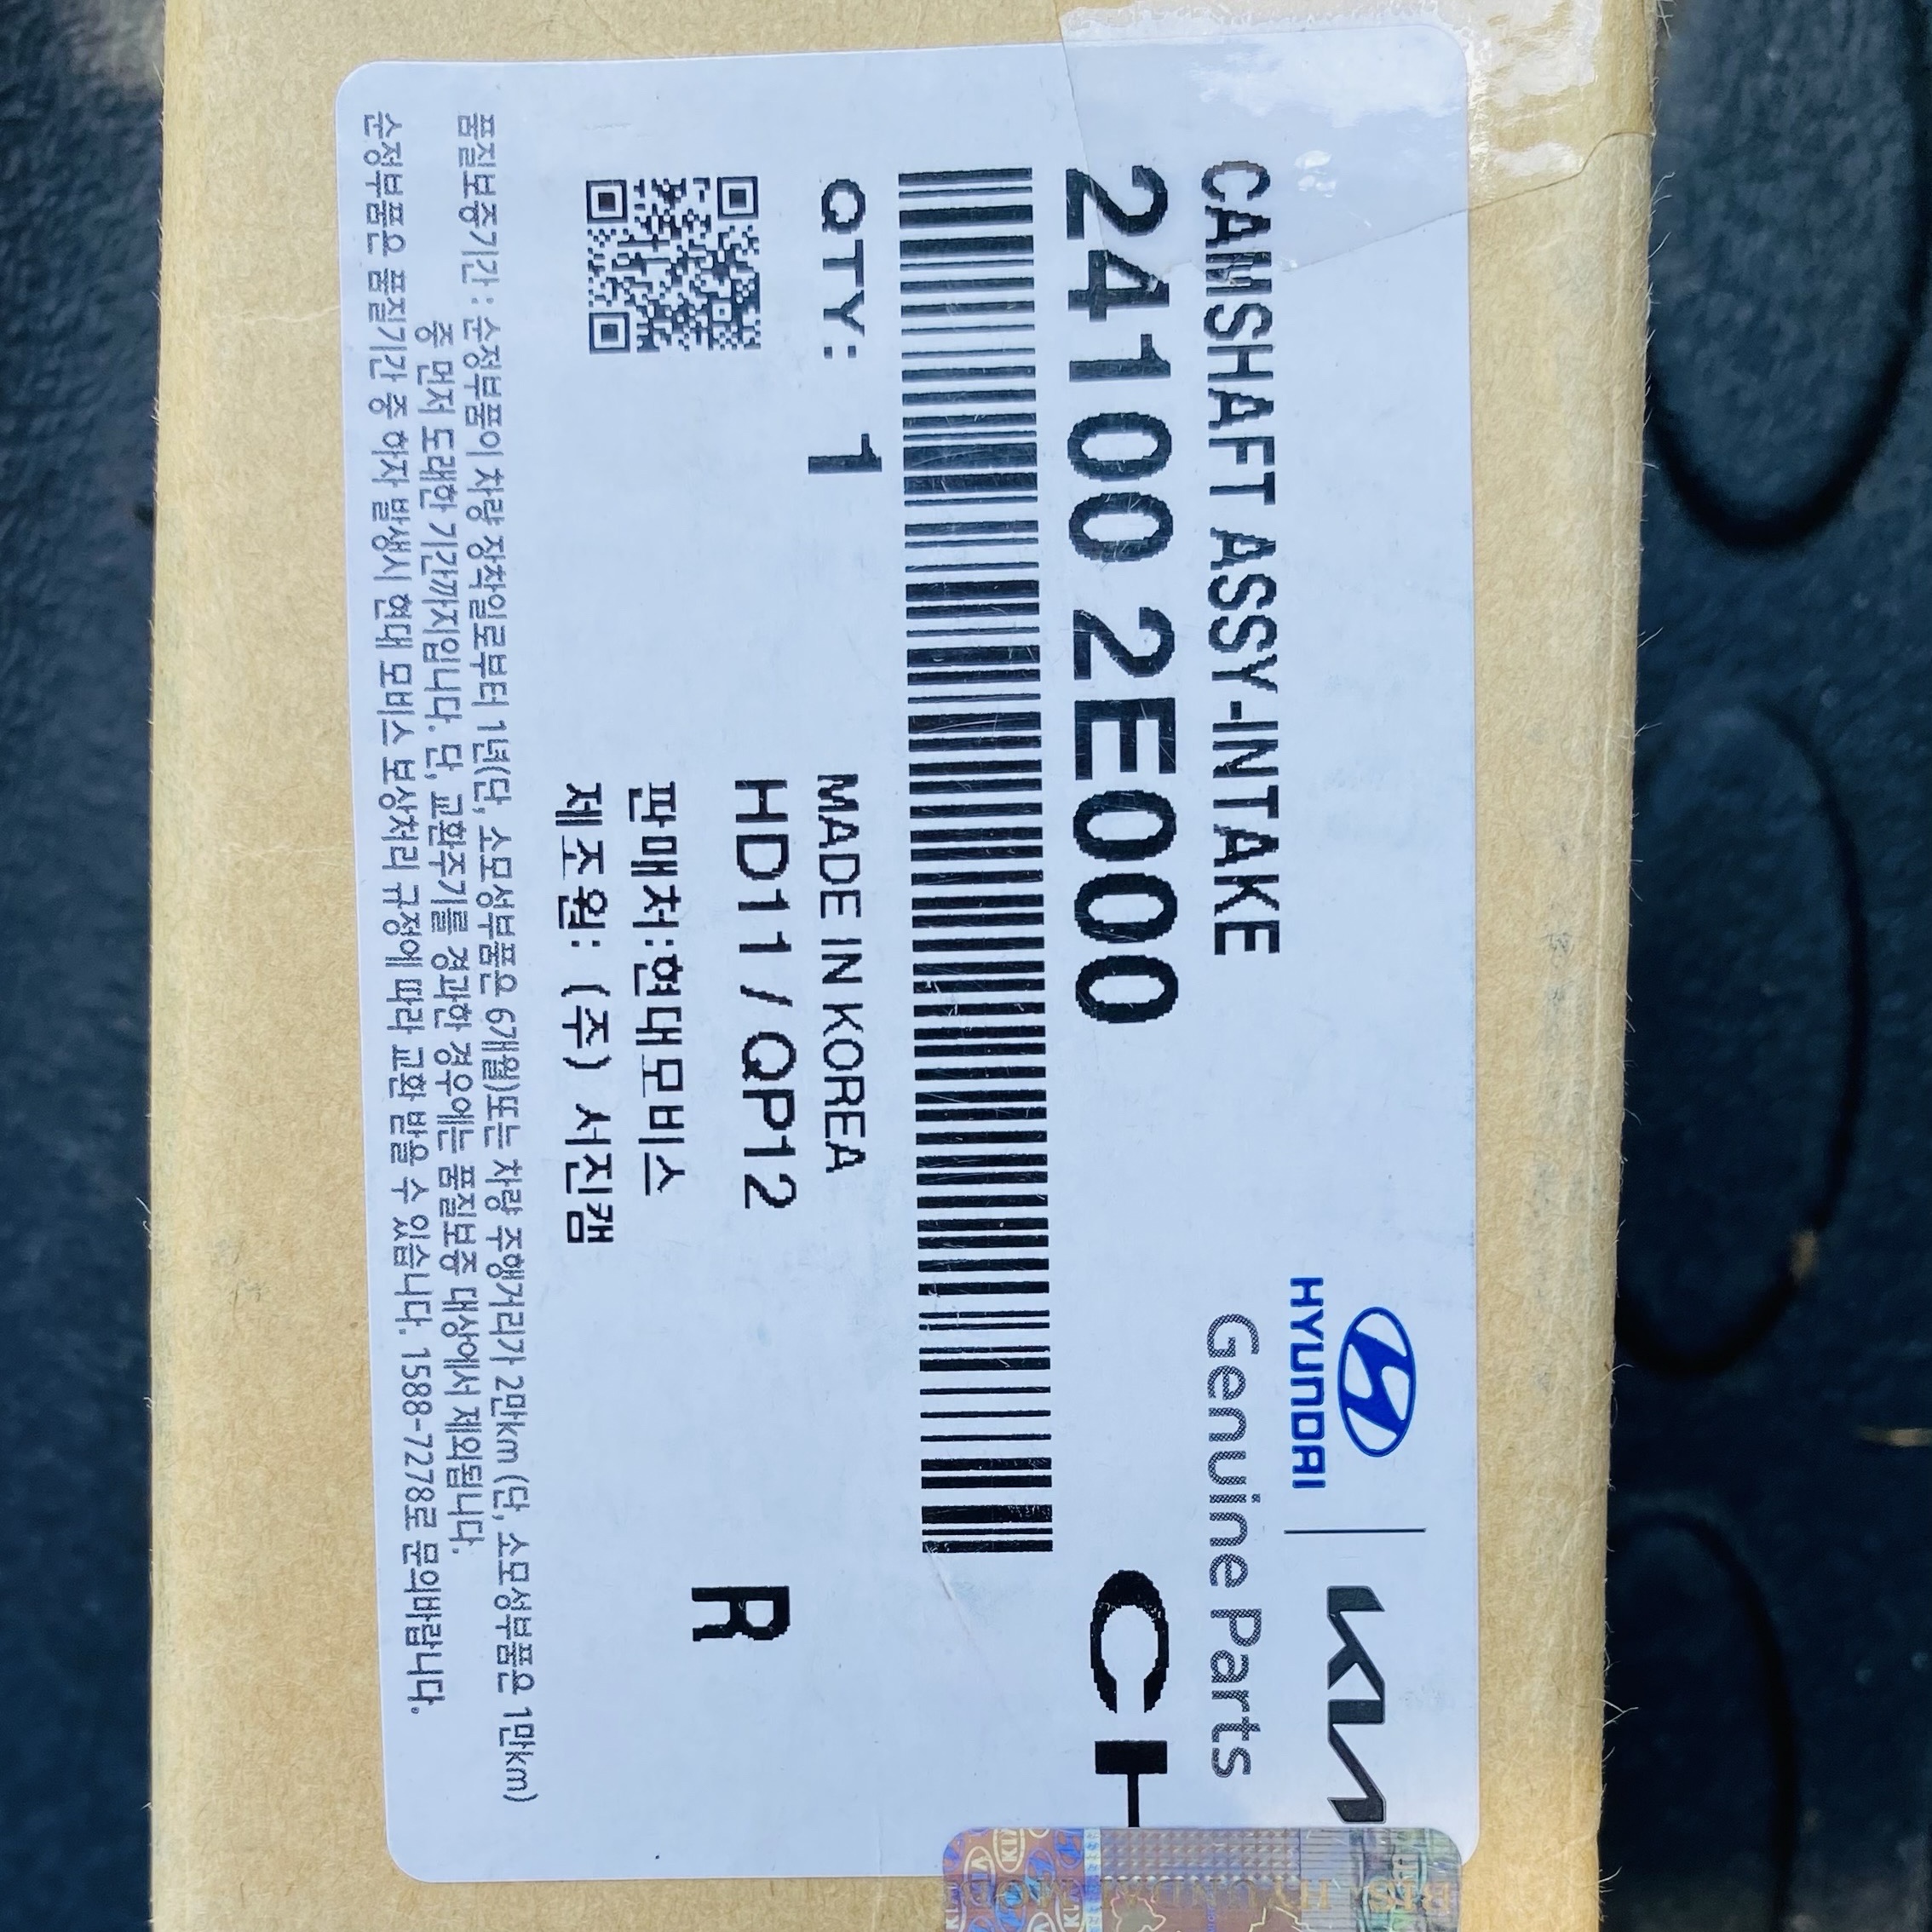 HYUNDAI
KIA
CAMSHAFT ASSY-INTAKE
Genuine Parts
24100 2E000
CH
QTY: 1
MADE IN KOREA
HD11 / QP12
R
판매처:현대모비스
제조원: (주) 서진캠
품질보증기간 : 순정부품이 차량 장착일로부터 1년(단, 소모성부품은 6개월)또는 차량 주행거리가 2만km (단, 소모성부품은 1만km)
중 먼저 도래한 기간까지입니다. 단, 교환주기를 경과한 경우에는 품질보증 대상에서 제외됩니다.
순정부품은 품질기간 중 하자 발생시 현대 모비스 보상처리 규정에 따라 교환 받을 수 있습니다. 1588-7278로 문의바랍니다.
KIA